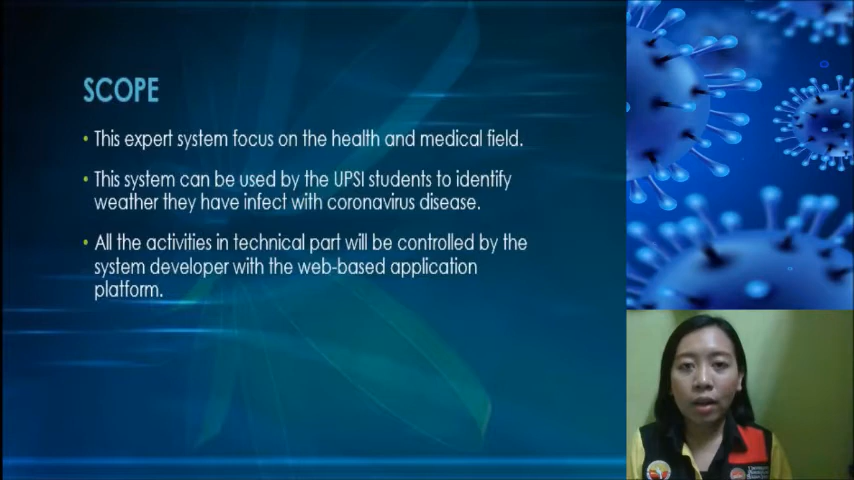 SCOPE
• This expert system focus on the health and medical field.
• This system can be used by the UPSI students to identify
weather they have infect with coronavirus disease.
• All the activities in technical part will be controlled by the
system developer with the web-based application
platform.